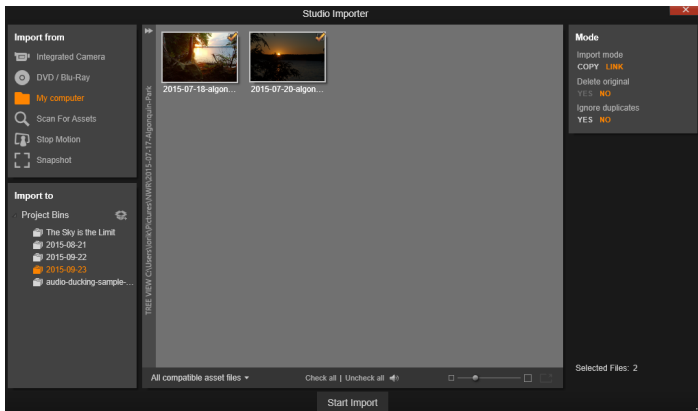 Studio Importer
Import from
Integrated Camera
DVD / Blu-Ray
My computer
Scan For Assets
Stop Motion
Snapshot
Import to
Project Bins
The Sky is the Limit
2015-08-21
2015-09-22
2015-09-23
audio-ducking-sample-...
TREE VIEW C:\Users\lorik\Pictures\NWR\2015-07-17-Algonquin-Park
2015-07-18-algon...
2015-07-20-algon...
All compatible asset files
Check all | Uncheck all
Mode
Import mode
COPY LINK
Delete original
YES NO
Ignore duplicates
YES NO
Selected Files: 2
Start Import